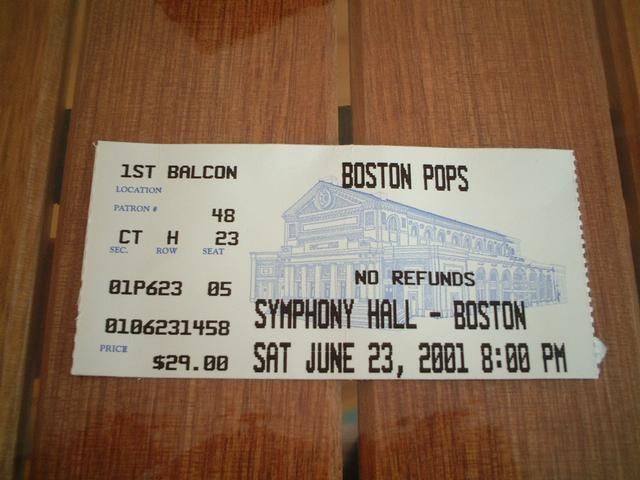 1ST BALCON
LOCATION
PATRON #
48
CT H 23
SEC. ROW SEAT
01P623 05
0106231458
PRICE
$29.00
BOSTON POPS
NO REFUNDS
SYMPHONY HALL - BOSTON
SAT JUNE 23, 2001 8:00 PM